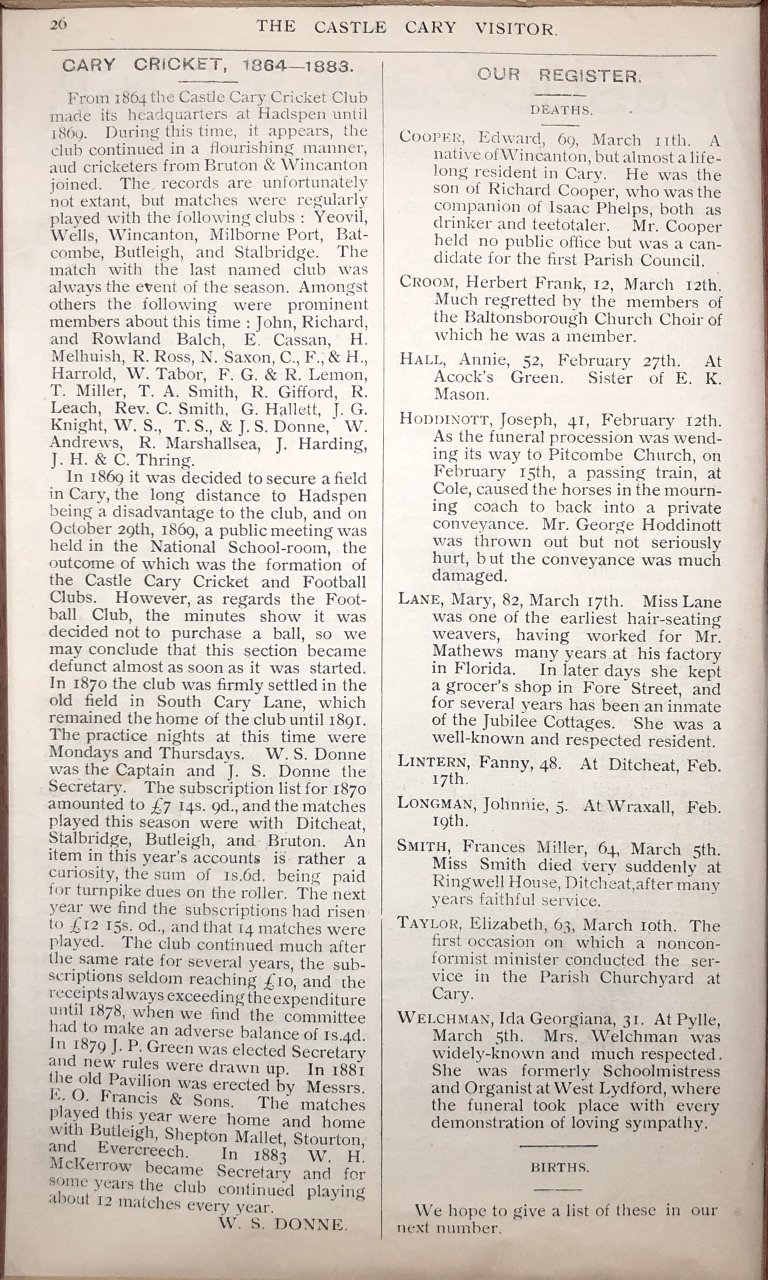 26
THE CASTLE CARY VISITOR.
CARY CRICKET, 1864—1883.
From 1864 the Castle Cary Cricket Club
made its headquarters at Hadspen until
1869. During this time, it appears, the
club continued in a flourishing manner,
and cricketers from Bruton & Wincanton
joined. The records are unfortunately
not extant, but matches were regularly
played with the following clubs : Yeovil,
Wells, Wincanton, Milborne Port, Bat-
combe, Butleigh, and Stalbridge. The
match with the last named club was
always the event of the season. Amongst
others the following were prominent
members about this time : John, Richard,
and Rowland Balch, E. Cassan, H.
Melhuish, R. Ross, N. Saxon, C., F., & H.,
Harrold, W. Tabor, F. G. & R. Lemon,
T. Miller, T. A. Smith, R. Gifford, R.
Leach, Rev. C. Smith, G. Hallett, J. G.
Knight, W. S., T. S., & J. S. Donne, W.
Andrews, R. Marshallsea, J. Harding,
J. H. & C. Thring.
In 1869 it was decided to secure a field
in Cary, the long distance to Hadspen
being a disadvantage to the club, and on
October 29th, 1869, a public meeting was
held in the National School-room, the
outcome of which was the formation of
the Castle Cary Cricket and Football
Clubs. However, as regards the Foot-
ball Club, the minutes show it was
decided not to purchase a ball, so we
may conclude that this section became
defunct almost as soon as it was started.
In 1870 the club was firmly settled in the
old field in South Cary Lane, which
remained the home of the club until 1891.
The practice nights at this time were
Mondays and Thursdays. W. S. Donne
was the Captain and J. S. Donne the
Secretary. The subscription list for 1870
amounted to £7 14s. 9d., and the matches
played this season were with Ditcheat,
Stalbridge, Butleigh, and Bruton. An
item in this year's accounts is rather a
curiosity, the sum of 1s.6d. being paid
for turnpike dues on the roller. The next
year we find the subscriptions had risen
to £12 15s. 0d., and that 14 matches were
played. The club continued much after
the same rate for several years, the sub-
scriptions seldom reaching £10, and the
receipts always exceeding the expenditure
until 1878, when we find the committee
had to make an adverse balance of 1s.4d.
In 1879 J. P. Green was elected Secretary
and new rules were drawn up. In 1881
the old Pavilion was erected by Messrs.
E. O. Francis & Sons. The matches
played this year were home and home
with Butleigh, Shepton Mallet, Stourton,
and Evercreech. In 1883 W. H.
McKerrow became Secretary and for
some years the club continued playing
about 12 matches every year.
W. S. DONNE.
OUR REGISTER.
DEATHS.
COOPER, Edward, 69, March 11th. A
native of Wincanton, but almost a life-
long resident in Cary. He was the
son of Richard Cooper, who was the
companion of Isaac Phelps, both as
drinker and teetotaler. Mr. Cooper
held no public office but was a can-
didate for the first Parish Council.
CROOM, Herbert Frank, 12, March 12th.
Much regretted by the members of
the Baltonsborough Church Choir of
which he was a member.
HALL, Annie, 52, February 27th. At
Acock's Green. Sister of E. K.
Mason.
HODDINOTT, Joseph, 41, February 12th.
As the funeral procession was wend-
ing its way to Pitcombe Church, on
February 15th, a passing train, at
Cole, caused the horses in the mourn-
ing coach to back into a private
conveyance. Mr. George Hoddinott
was thrown out but not seriously
hurt, but the conveyance was much
damaged.
LANE, Mary, 82, March 17th. Miss Lane
was one of the earliest hair-seating
weavers, having worked for Mr.
Mathews many years at his factory
in Florida. In later days she kept
a grocer's shop in Fore Street, and
for several years has been an inmate
of the Jubilee Cottages. She was a
well-known and respected resident.
LINTERN, Fanny, 48. At Ditcheat, Feb.
17th.
LONGMAN, Johnnie, 5. At Wraxall, Feb.
19th.
SMITH, Frances Miller, 64, March 5th.
Miss Smith died very suddenly at
Ringwell House, Ditcheat, after many
years faithful service.
TAYLOR, Elizabeth, 63, March 10th. The
first occasion on which a noncon-
formist minister conducted the ser-
vice in the Parish Churchyard at
Cary.
WELCHMAN, Ida Georgiana, 31. At Pylle,
March 5th. Mrs. Welchman was
widely-known and much respected.
She was formerly Schoolmistress
and Organist at West Lydford, where
the funeral took place with every
demonstration of loving sympathy.
BIRTHS.
We hope to give a list of these in our
next number.